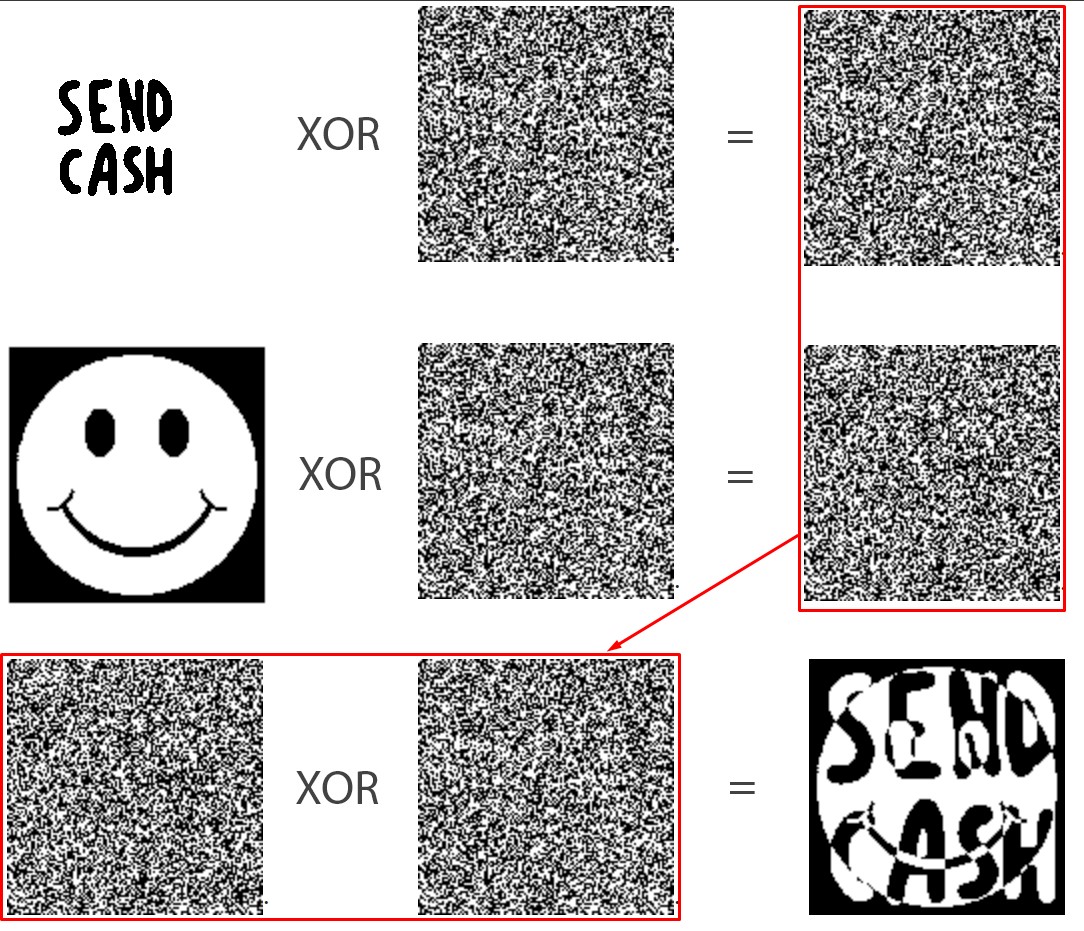 SEND
CASH
XOR
=
XOR
=
XOR
=
SEND
CASH